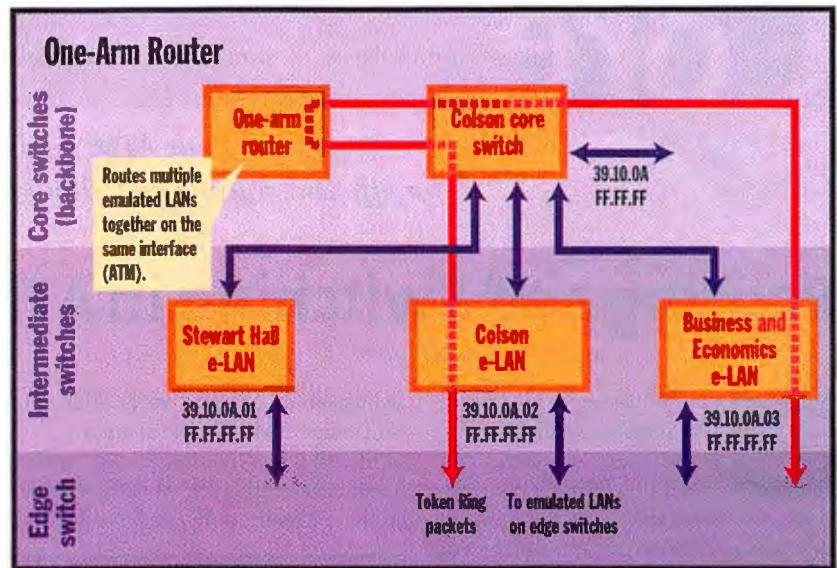 One-Arm Router
Core switches
(backbone)
One-arm
router
Colson core
switch
Routes multiple
emulated LANs
together on the
same interface
(ATM).
39.10.0A
FF.FF.FF
Intermediate
switches
Stewart Hall
e-LAN
Colson
e-LAN
Business and
Economics
e-LAN
39.10.0A.01
FF.FF.FF.FF
39.10.0A.02
FF.FF.FF.FF
39.10.0A.03
FF.FF.FF.FF
Edge
switch
Token Ring
packets
To emulated LANs
on edge switches